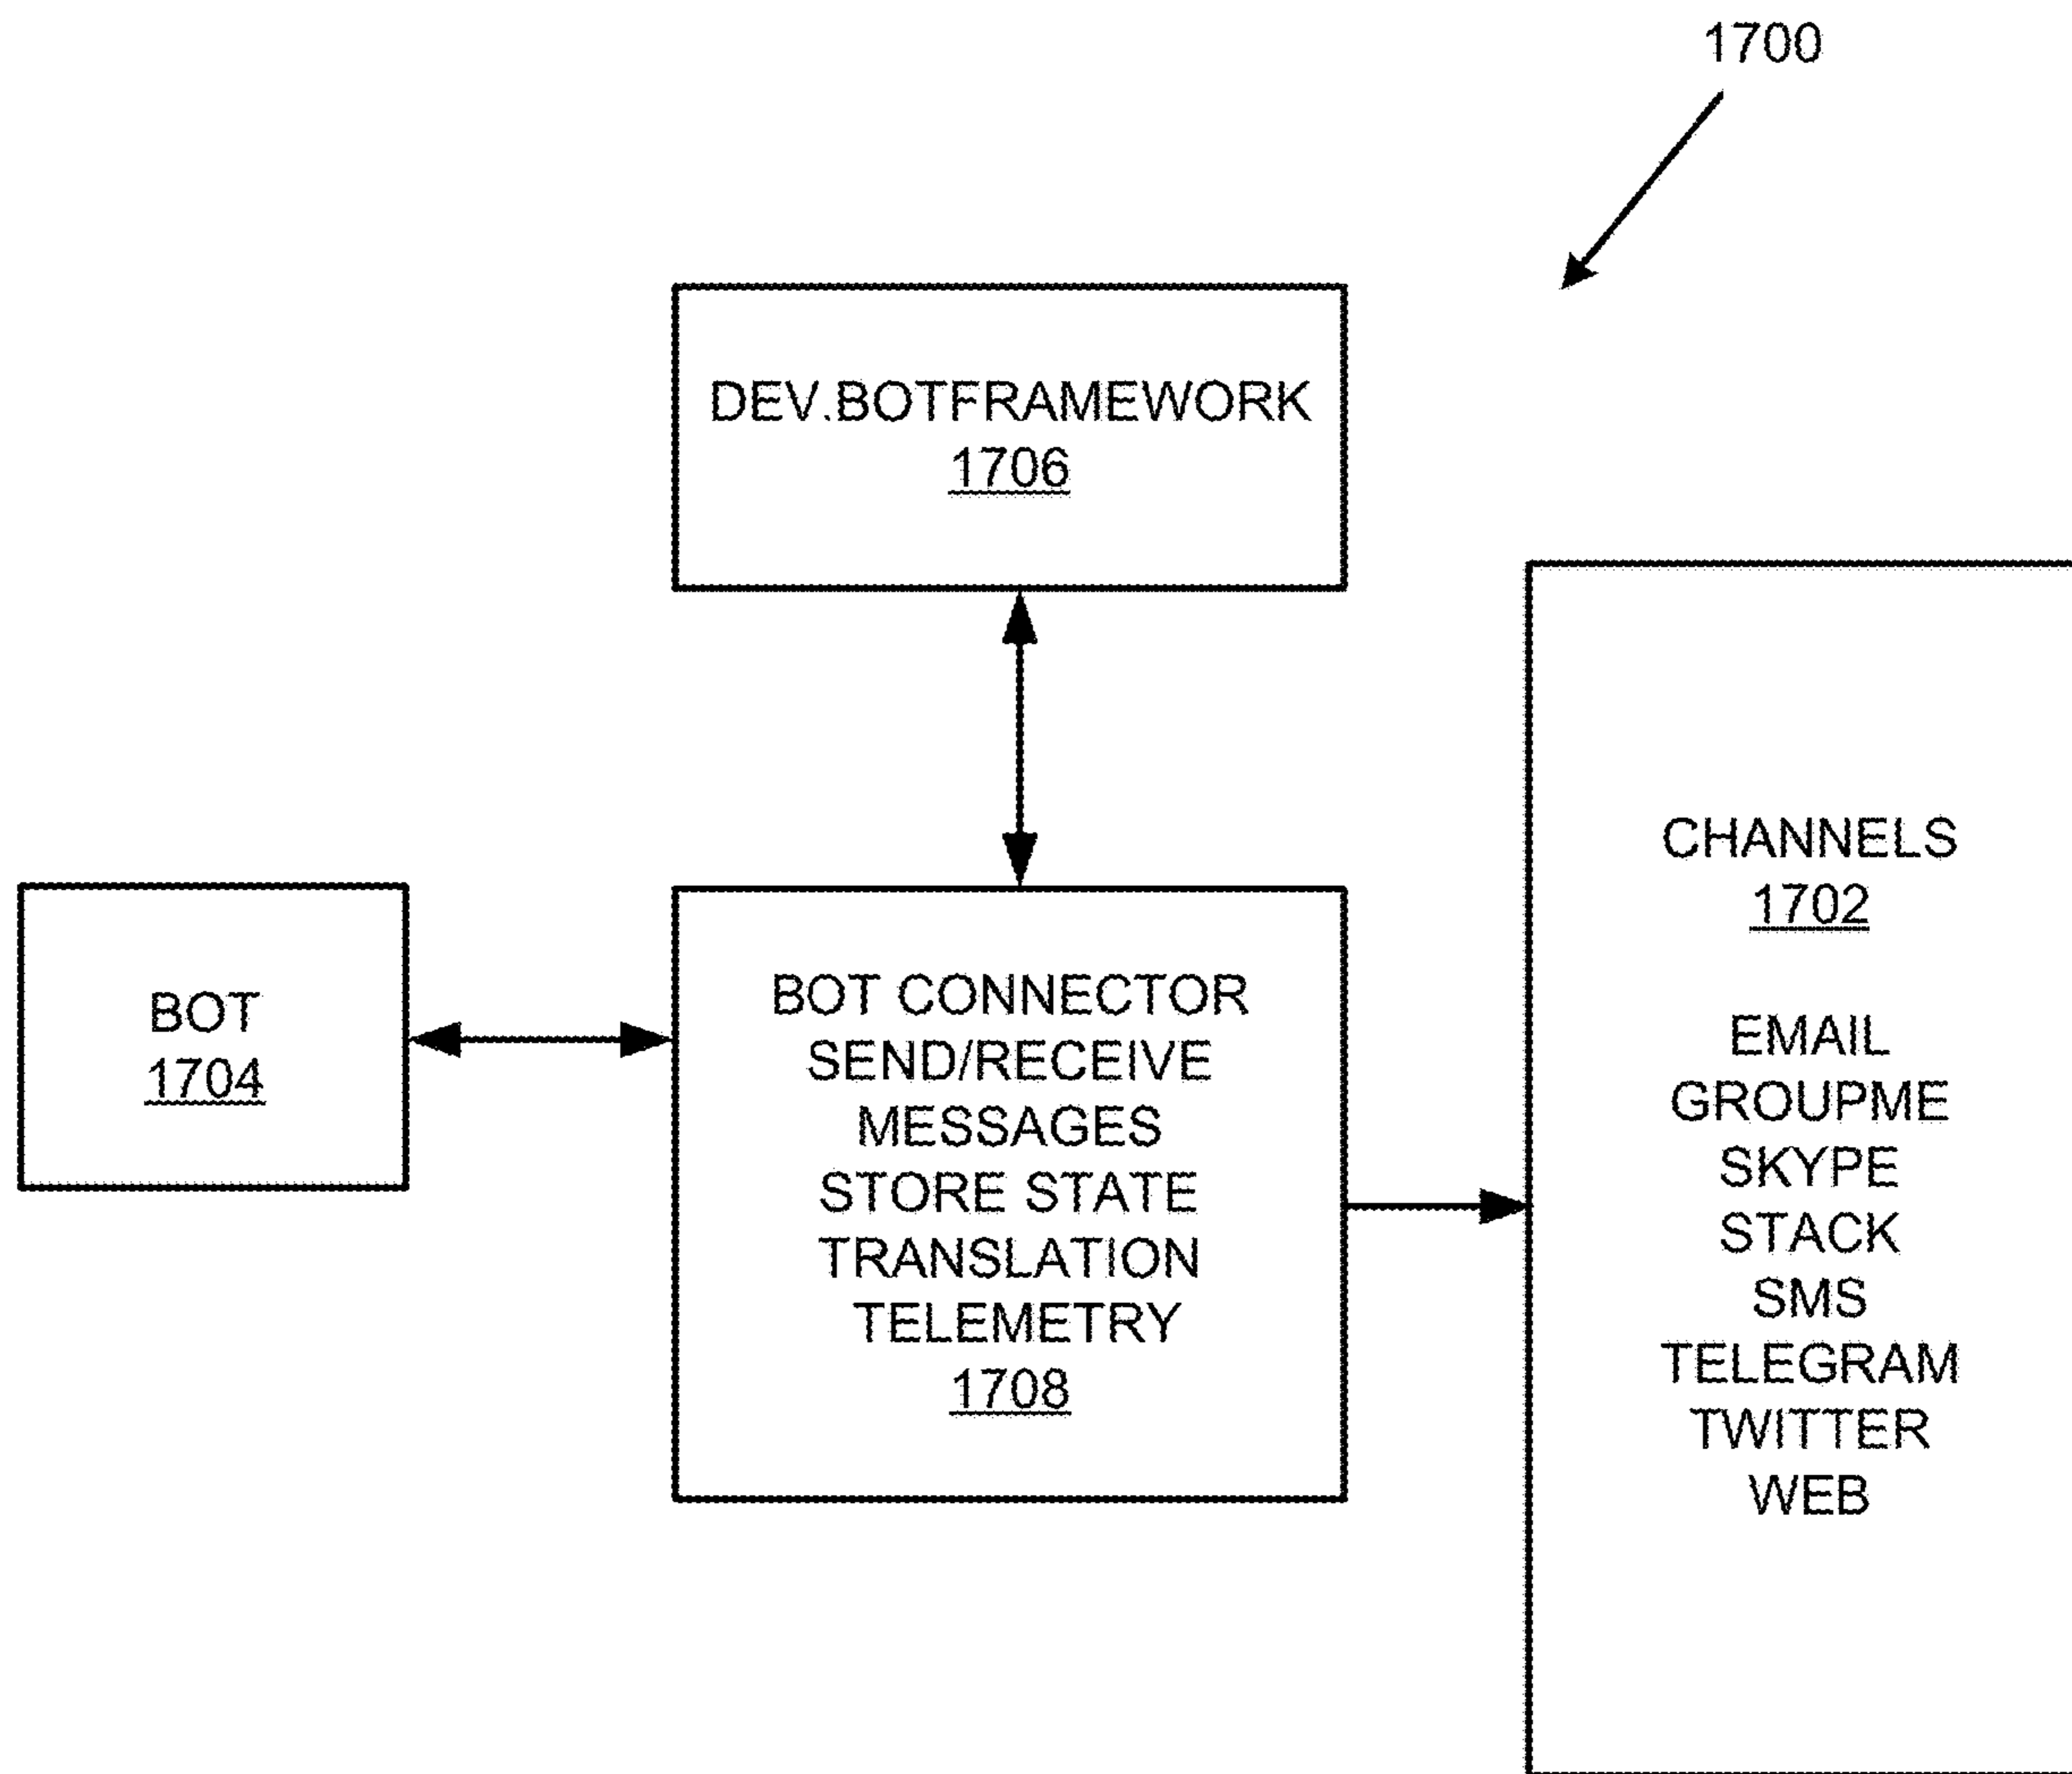 1700
DEV.BOTFRAMEWORK
1706
BOT
1704
BOT CONNECTOR
SEND/RECEIVE
MESSAGES
STORE STATE
TRANSLATION
TELEMETRY
1708
CHANNELS
1702
EMAIL
GROUPME
SKYPE
STACK
SMS
TELEGRAM
TWITTER
WEB